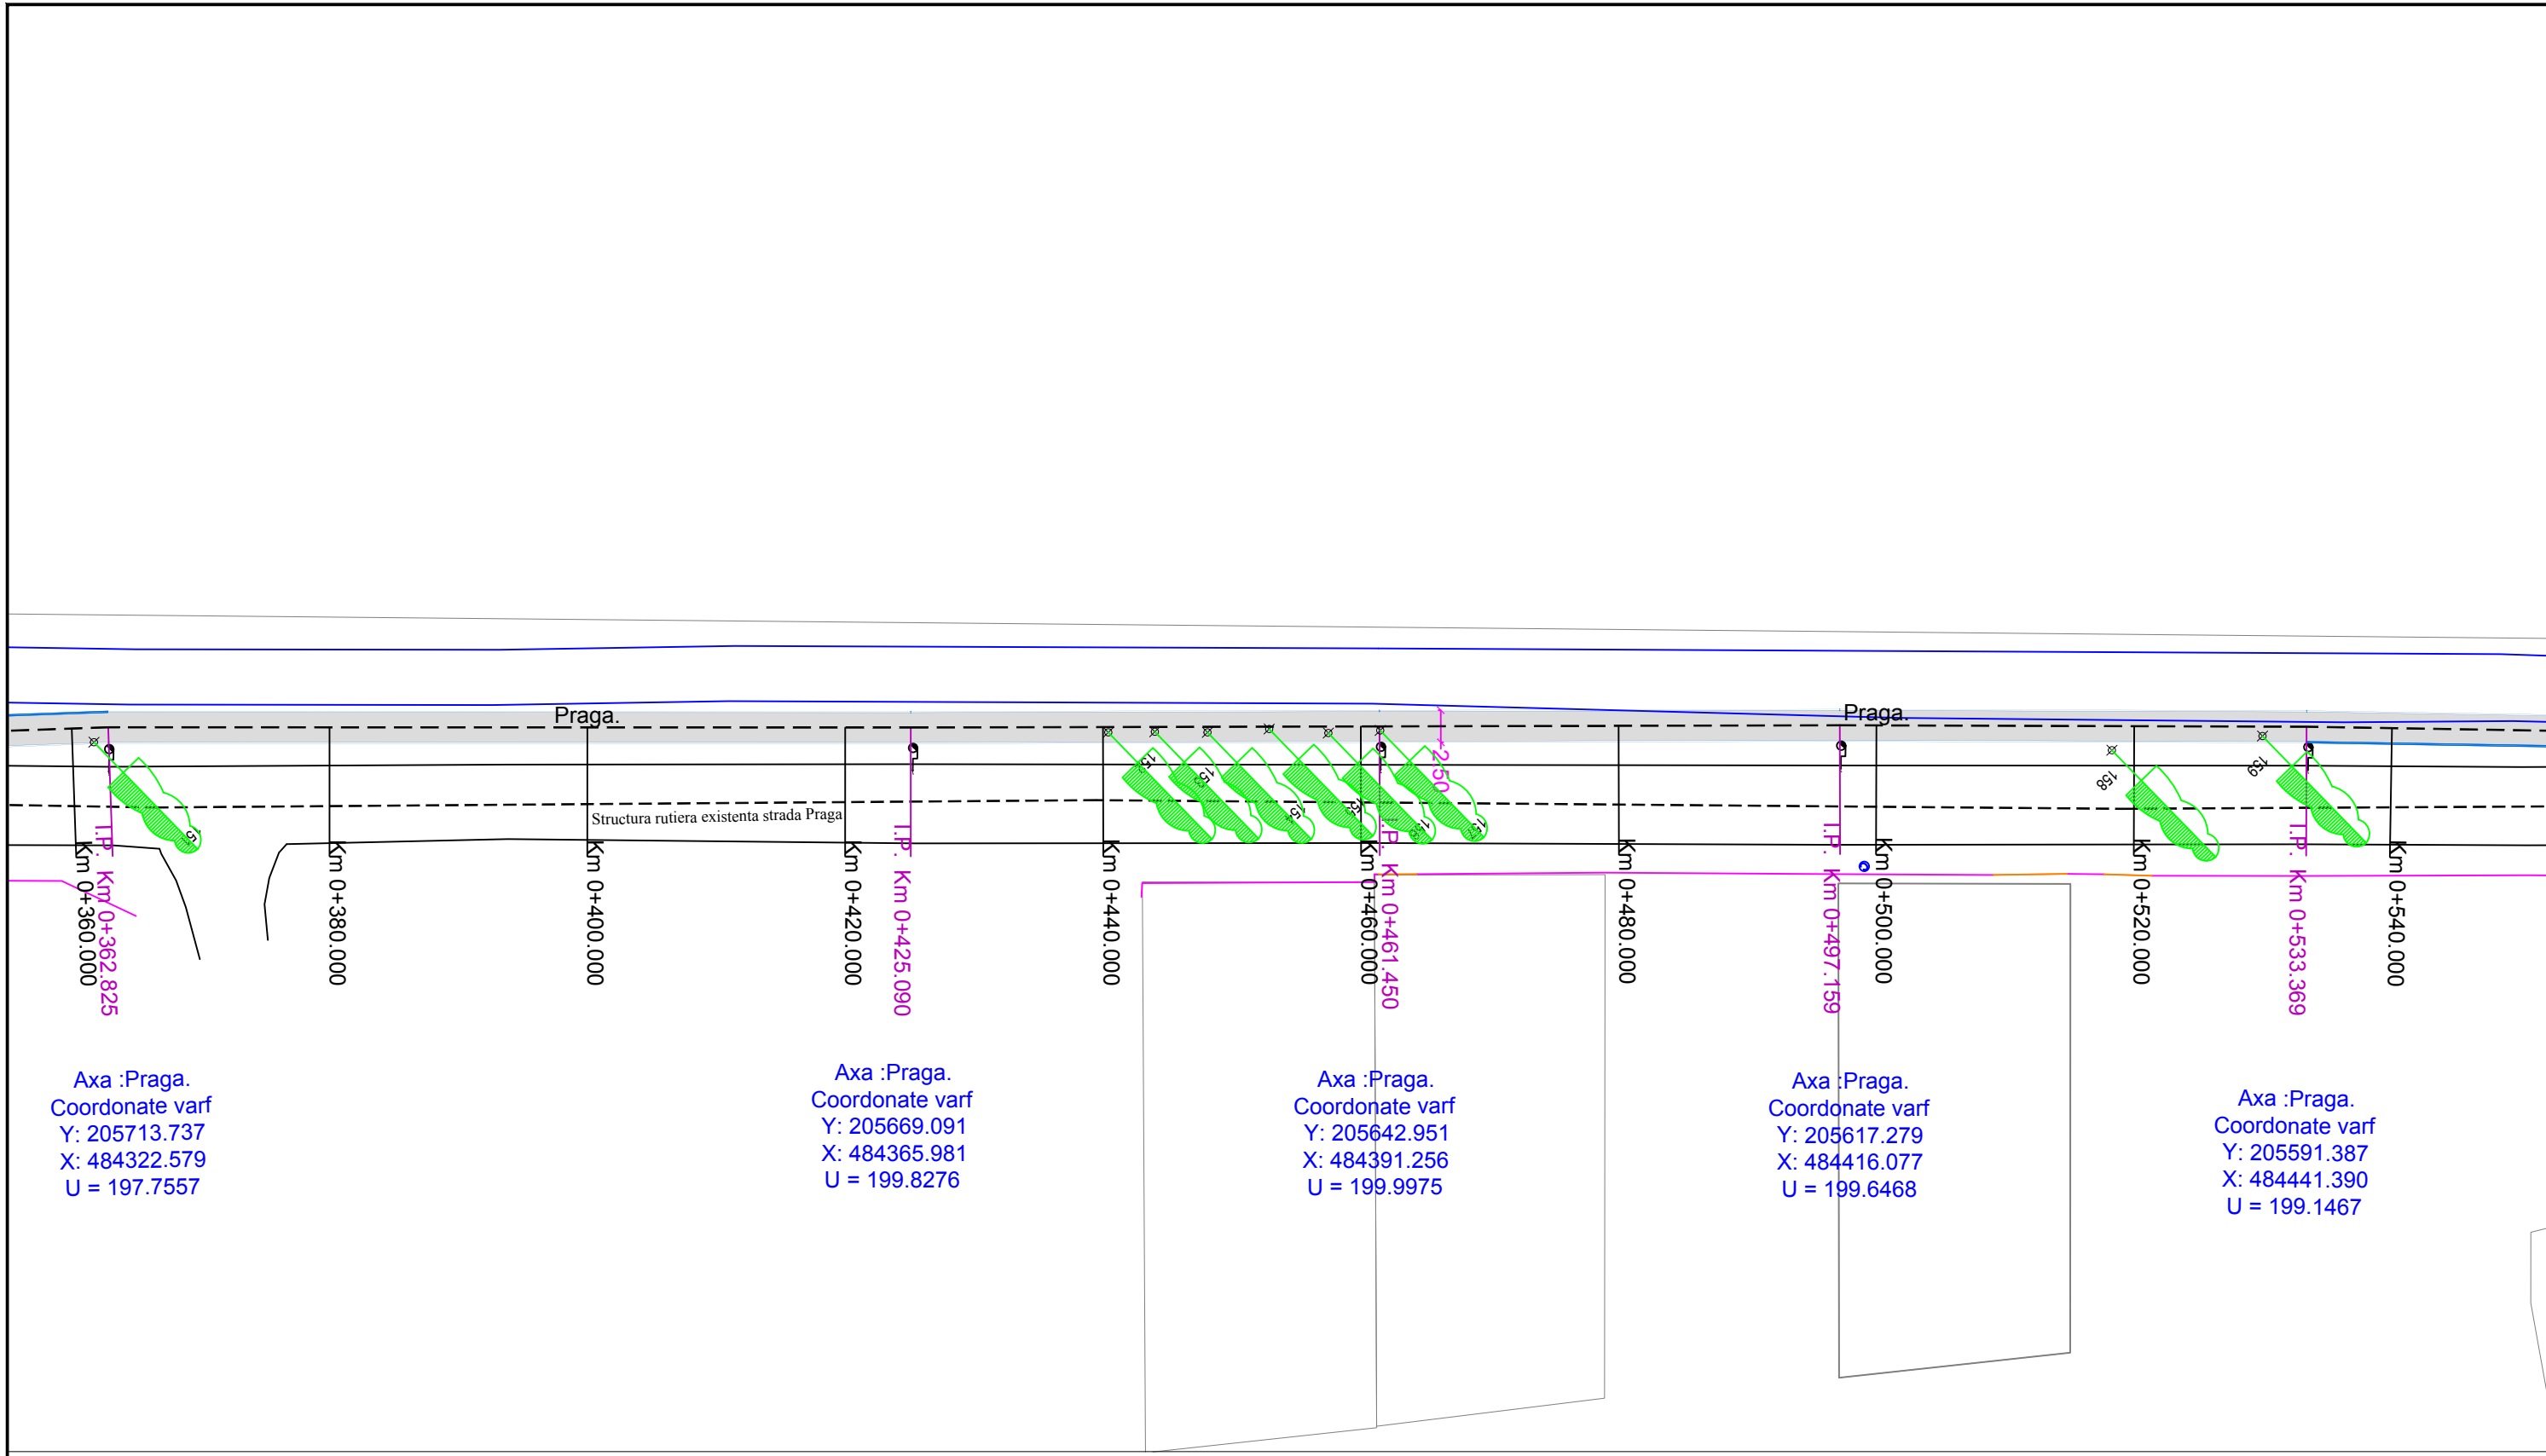 Praga.
Praga.
2.50
Structura rutiera existenta strada Praga
153
154
157
158
159
Km 0+360.000
I.P. Km 0+362.825
Km 0+380.000
Km 0+400.000
Km 0+420.000
I.P. Km 0+425.090
Km 0+440.000
Km 0+460.000
I.P. Km 0+461.450
Km 0+480.000
I.P. Km 0+497.159
Km 0+500.000
Km 0+520.000
I.P. Km 0+533.369
Km 0+540.000
Axa :Praga.
Coordonate varf
Y: 205713.737
X: 484322.579
U = 197.7557
Axa :Praga.
Coordonate varf
Y: 205669.091
X: 484365.981
U = 199.8276
Axa :Praga.
Coordonate varf
Y: 205642.951
X: 484391.256
U = 199.9975
Axa :Praga.
Coordonate varf
Y: 205617.279
X: 484416.077
U = 199.6468
Axa :Praga.
Coordonate varf
Y: 205591.387
X: 484441.390
U = 199.1467